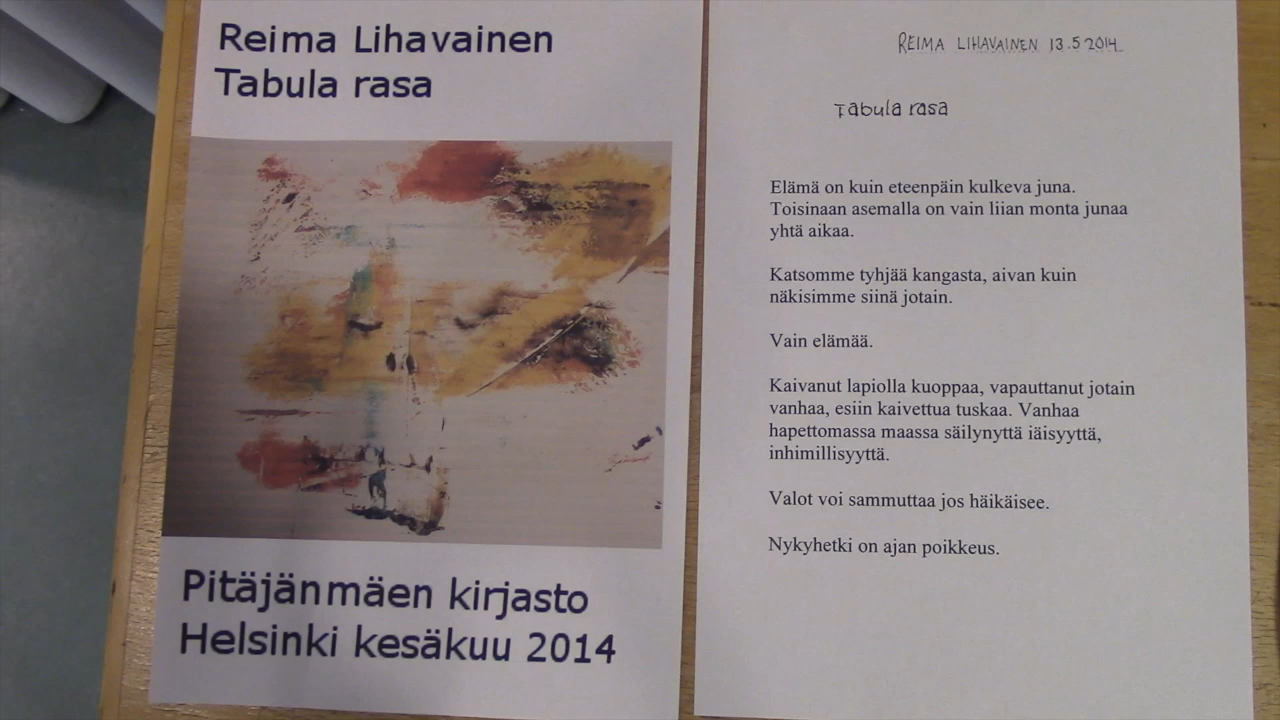 Reima Lihavainen
Tabula rasa
Pitäjänmäen kirjasto
Helsinki kesäkuu 2014
REIMA LIHAVAINEN 13.5 2014
Tabula rasa
Elämä on kuin eteenpäin kulkeva juna.
Toisinaan asemalla on vain liian monta junaa
yhtä aikaa.
Katsomme tyhjää kangasta, aivan kuin
näkisimme siinä jotain.
Vain elämää.
Kaivanut lapiolla kuoppaa, vapauttanut jotain
vanhaa, esiin kaivettua tuskaa. Vanhaa
hapettomassa maassa säilynyttä iäisyyttä,
inhimillisyyttä.
Valot voi sammuttaa jos häikäisee.
Nykyhetki on ajan poikkeus.